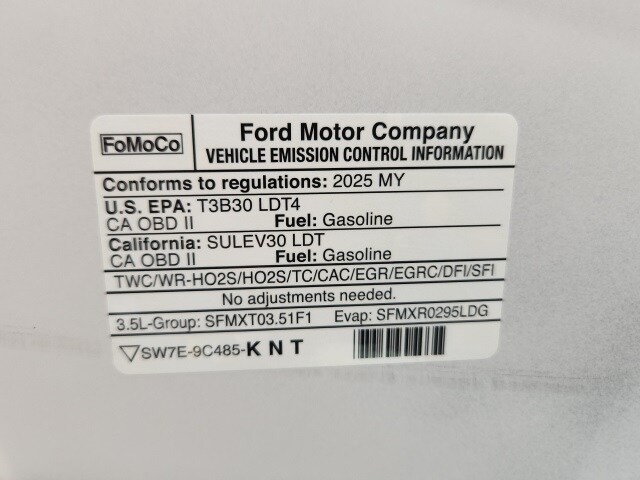 FoMoCo
Ford Motor Company
VEHICLE EMISSION CONTROL INFORMATION
Conforms to regulations: 2025 MY
U.S. EPA: T3B30 LDT4
CA OBD II Fuel: Gasoline
California: SULEV30 LDT
CA OBD II Fuel: Gasoline
TWC/WR-HO2S/HO2S/TC/CAC/EGR/EGRC/DFI/SFI
No adjustments needed.
3.5L-Group: SFMXT03.51F1 Evap: SFMXR0295LDG
SW7E-9C485-K N T